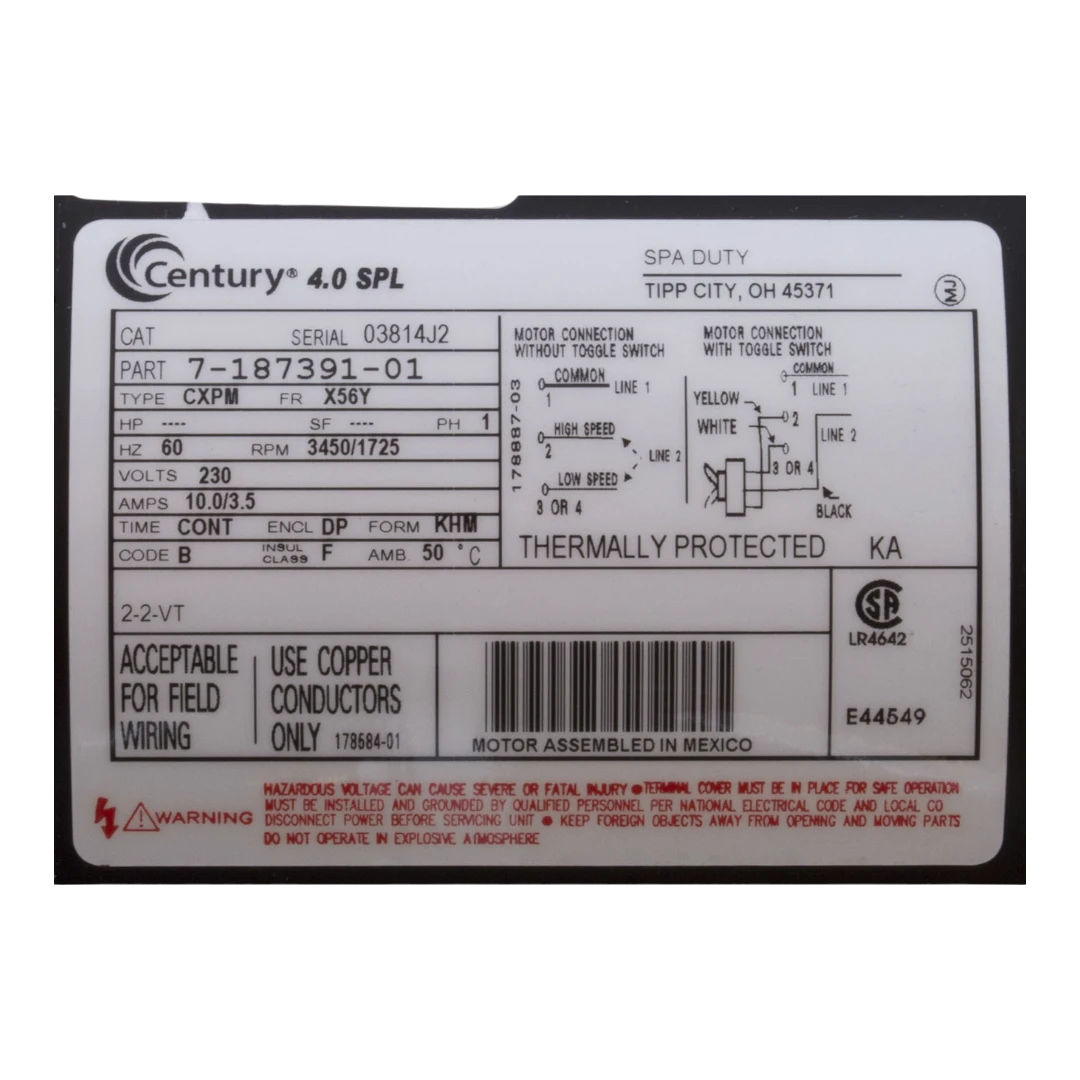 Century® 4.0 SPL
SPA DUTY
TIPP CITY, OH 45371
MJ
CAT SERIAL 03814J2
PART 7-187391-01
TYPE CXPM FR X56Y
HP ---- SF ---- PH 1
HZ 60 RPM 3450/1725
VOLTS 230
AMPS 10.0/3.5
TIME CONT ENCL DP FORM KHM
CODE B INSUL CLASS F AMB. 50 °C
MOTOR CONNECTION
WITHOUT TOGGLE SWITCH
178887-03
COMMON
1
LINE 1
HIGH SPEED
2
LINE 2
LOW SPEED
3 OR 4
MOTOR CONNECTION
WITH TOGGLE SWITCH
COMMON
1 LINE 1
YELLOW
2
WHITE
LINE 2
3 OR 4
BLACK
THERMALLY PROTECTED KA
2-2-VT
ACCEPTABLE
FOR FIELD
WIRING
USE COPPER
CONDUCTORS
ONLY 178584-01
MOTOR ASSEMBLED IN MEXICO
SA
LR4642
2515062
E44549
WARNING
HAZARDOUS VOLTAGE CAN CAUSE SEVERE OR FATAL INJURY ● TERMINAL COVER MUST BE IN PLACE FOR SAFE OPERATION
MUST BE INSTALLED AND GROUNDED BY QUALIFIED PERSONNEL PER NATIONAL ELECTRICAL CODE AND LOCAL CO
DISCONNECT POWER BEFORE SERVICING UNIT ● KEEP FOREIGN OBJECTS AWAY FROM OPENING AND MOVING PARTS
DO NOT OPERATE IN EXPLOSIVE ATMOSPHERE